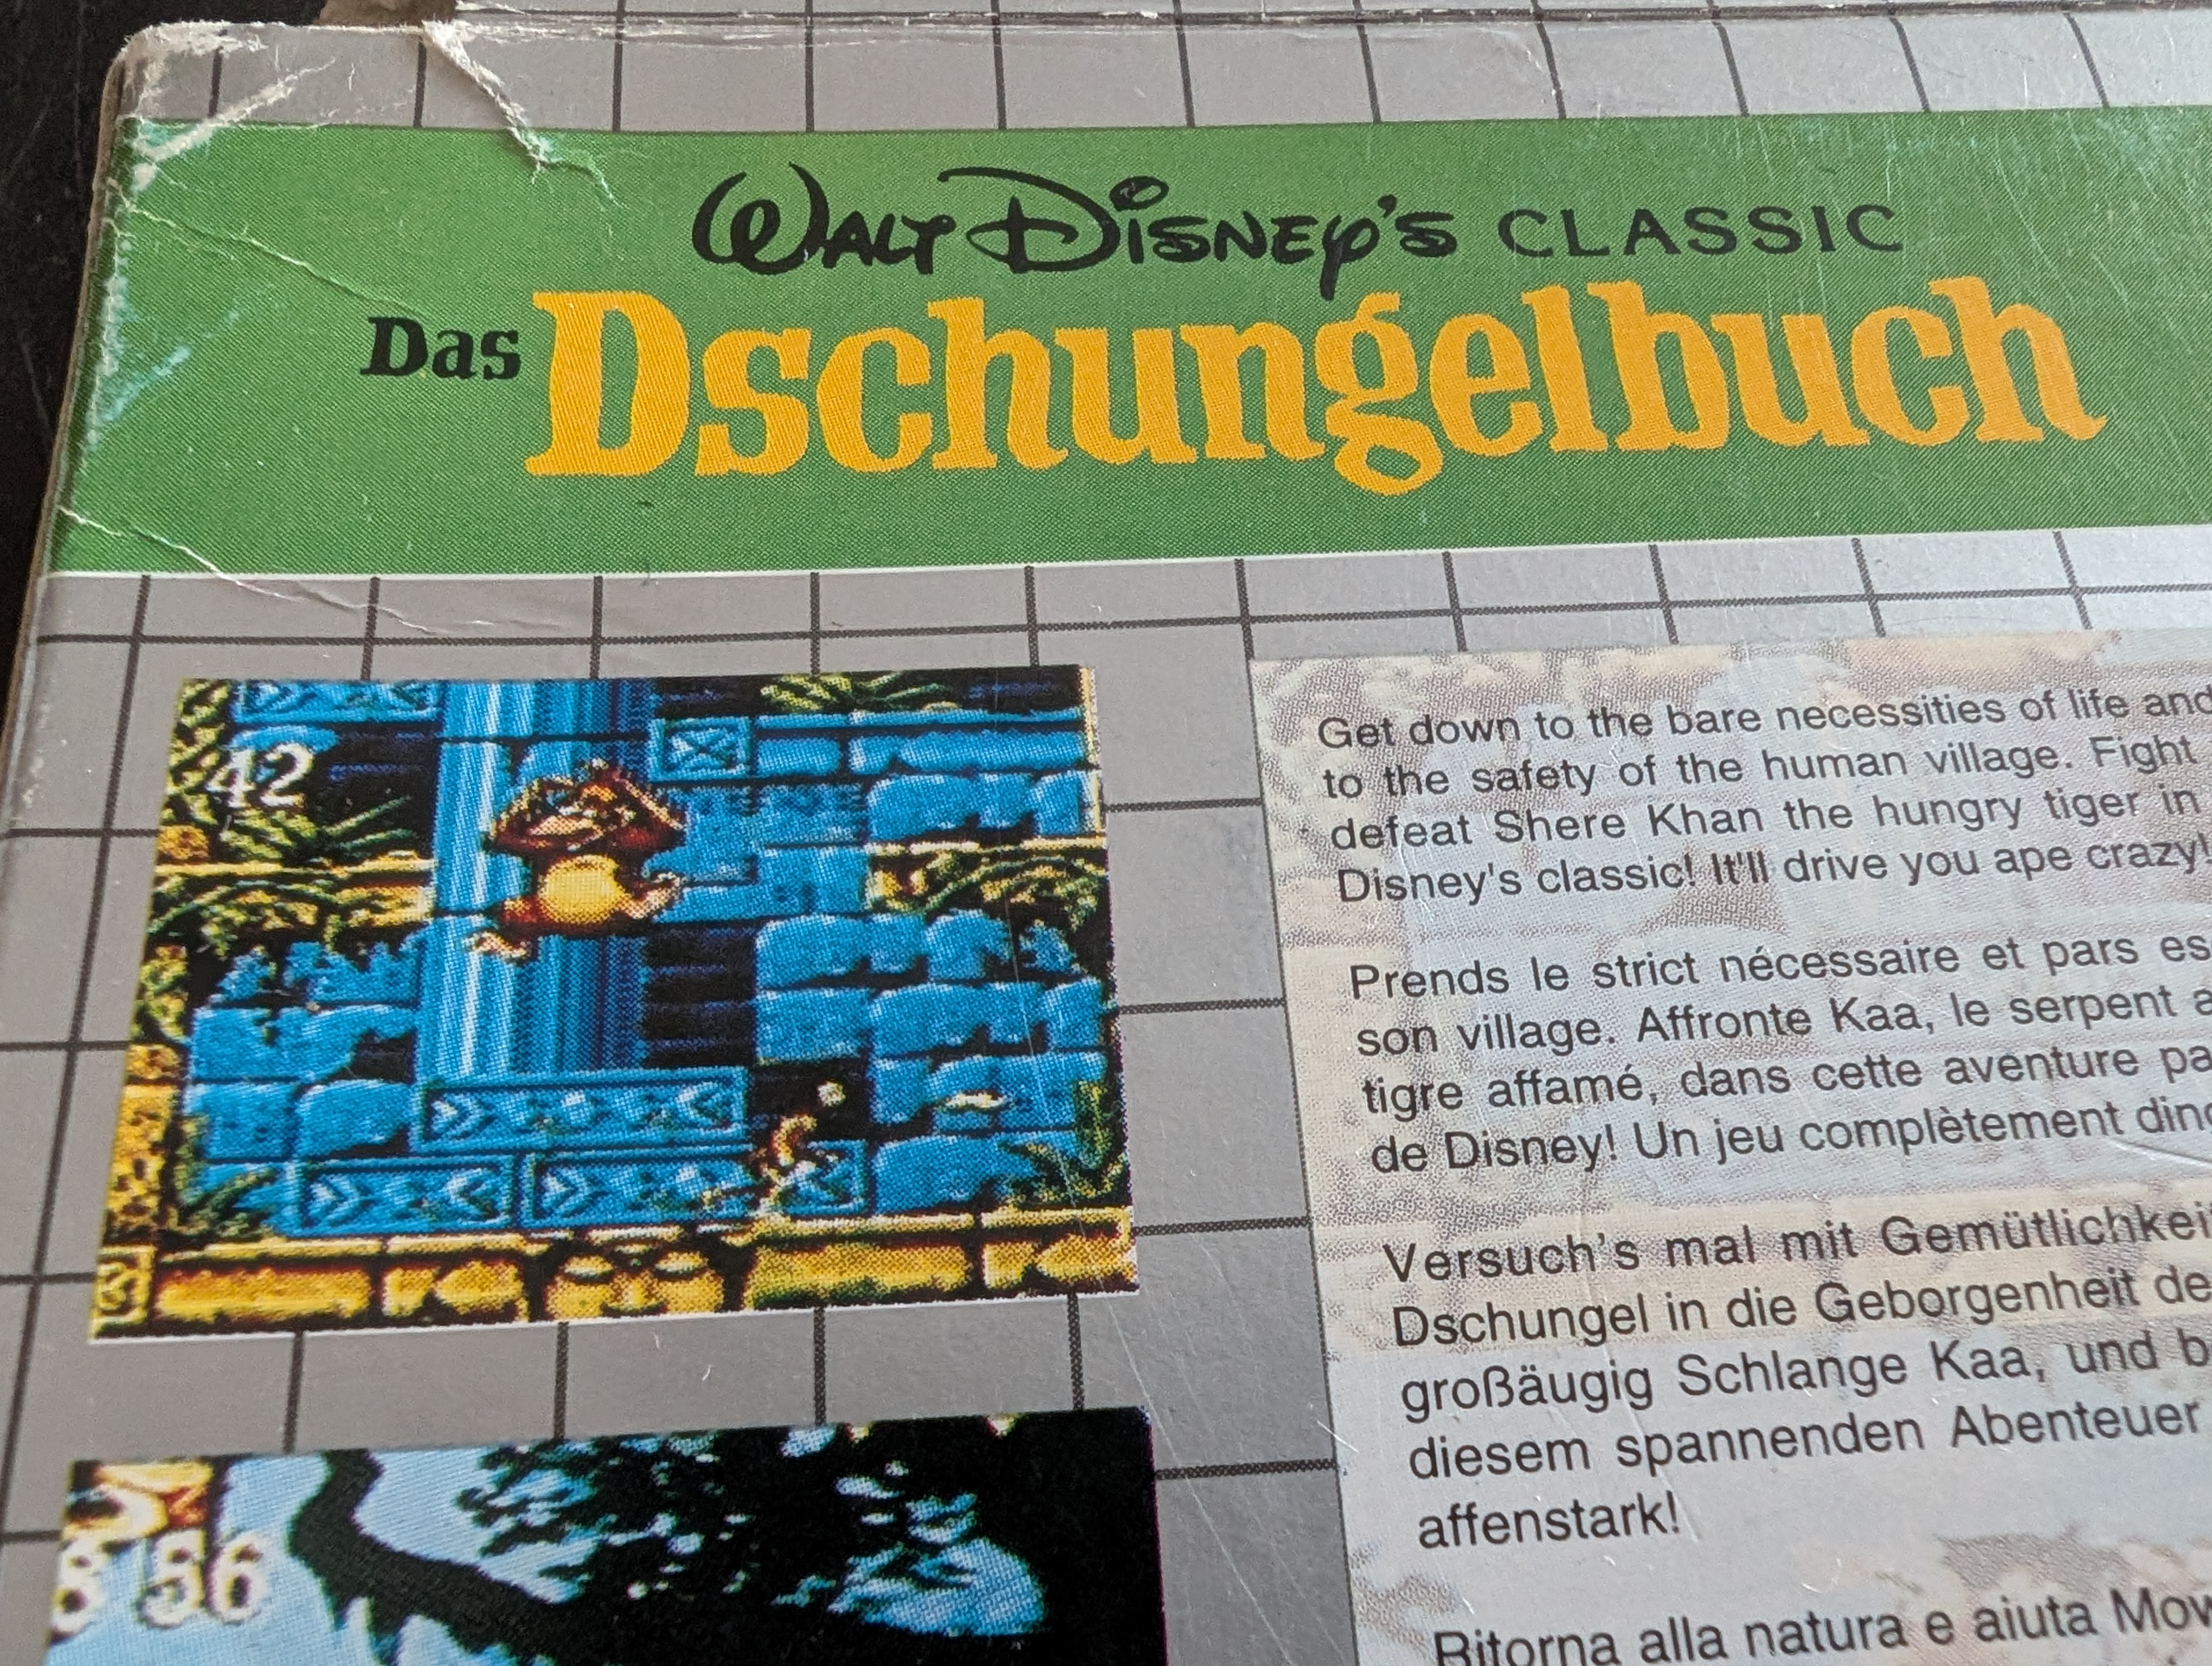 WALT DISNEY'S CLASSIC
Das Dschungelbuch
42
Get down to the bare necessities of life and
to the safety of the human village. Fight
defeat Shere Khan the hungry tiger in
Disney's classic! It'll drive you ape crazy!
Prends le strict nécessaire et pars
son village. Affronte Kaa, le serpent
tigre affamé, dans cette aventure
de Disney! Un jeu complètement
Versuch's mal mit
Dschungel in die Geborgenheit
großäugig Schlange Kaa, und
diesem spannenden Abenteuer
affenstark!
8 56
Ritorna alla natura e aiuta